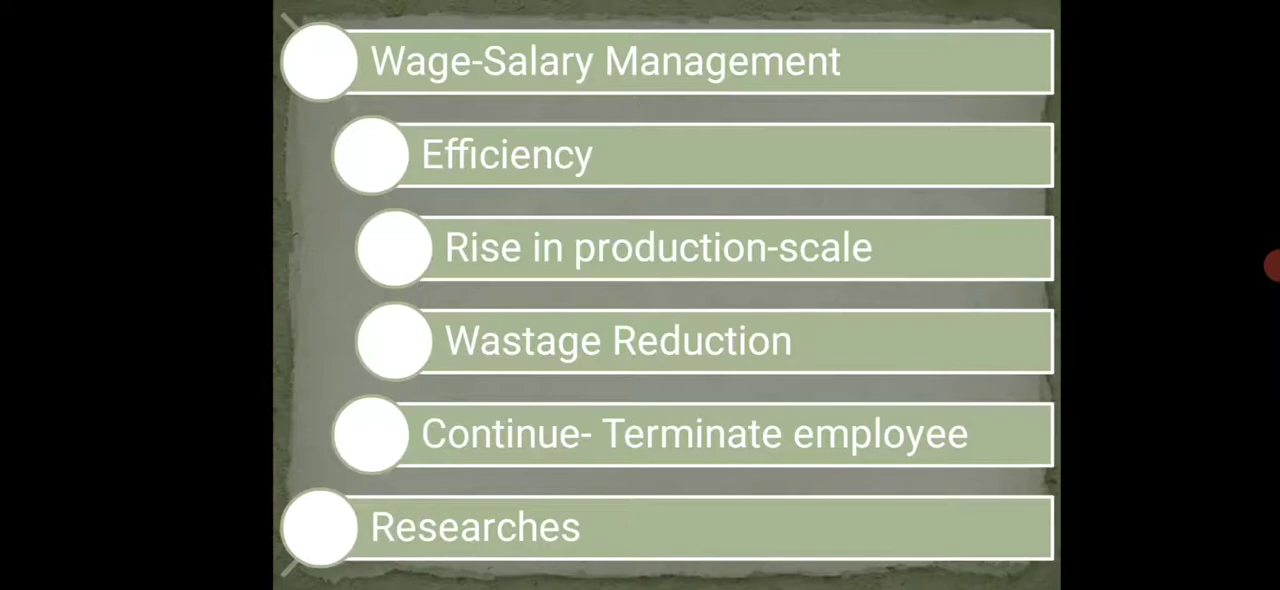 Wage-Salary Management
Efficiency
Rise in production-scale
Wastage Reduction
Continue- Terminate employee
Researches